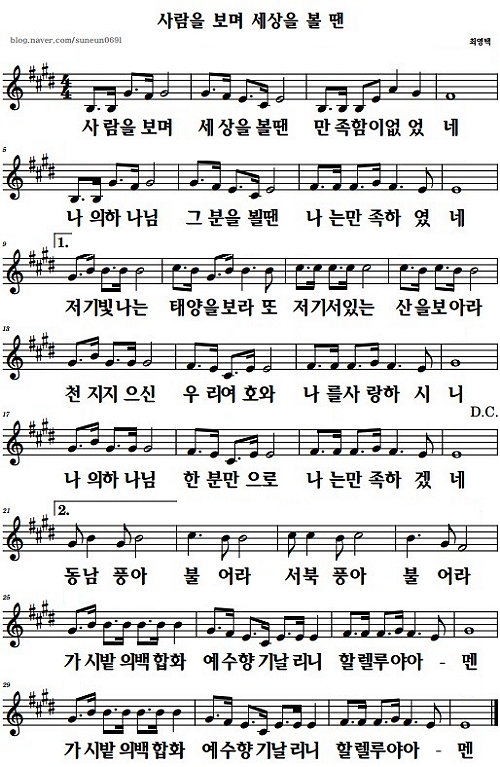 사람을 보며 세상을 볼 땐
blog.naver.com/suneun0691
최영택
4
4
사 람을 보며 세 상을 볼땐 만 족함이없 었 네
5
나 의하 나님 그 분을 뵐땐 나 는만 족하 였 네
9
1.
저기빛나는 태양을보라 또 저기서있는 산을보아라
13
천 지지 으신 우 리여 호와 나 를사 랑하 시 니
D.C.
17
나 의하 나님 한 분만 으로 나 는만 족하 겠 네
21
2.
동남 풍아 불 어라 서북 풍아 불 어라
25
가 시밭 의백 합화 예 수향 기날 리니 할 렐루 야아 - 멘
29
가 시밭 의백 합화 예 수향 기날 리니 할 렐루 야아 - 멘